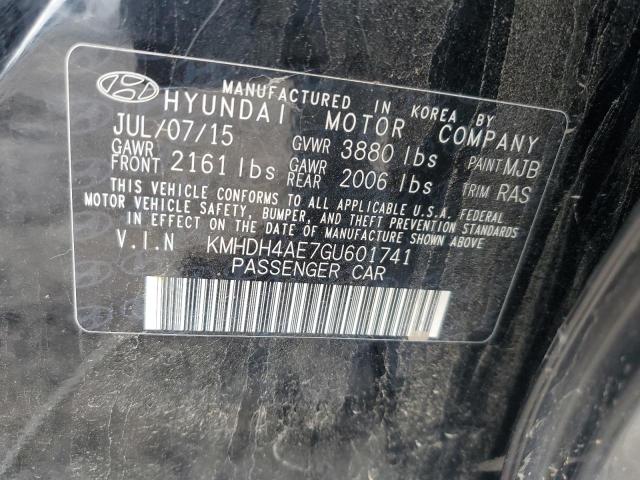 MANUFACTURED IN KOREA BY
HYUNDAI MOTOR COMPANY
JUL/07/15 GVWR 3880 lbs PAINT MJB
GAWR FRONT 2161 lbs GAWR REAR 2006 lbs TRIM RAS
THIS VEHICLE CONFORMS TO ALL APPLICABLE U.S.A. FEDERAL
MOTOR VEHICLE SAFETY, BUMPER, AND THEFT PREVENTION STANDARDS
IN EFFECT ON THE DATE OF MANUFACTURE SHOWN ABOVE.
V.I.N KMHDH4AE7GU601741
PASSENGER CAR